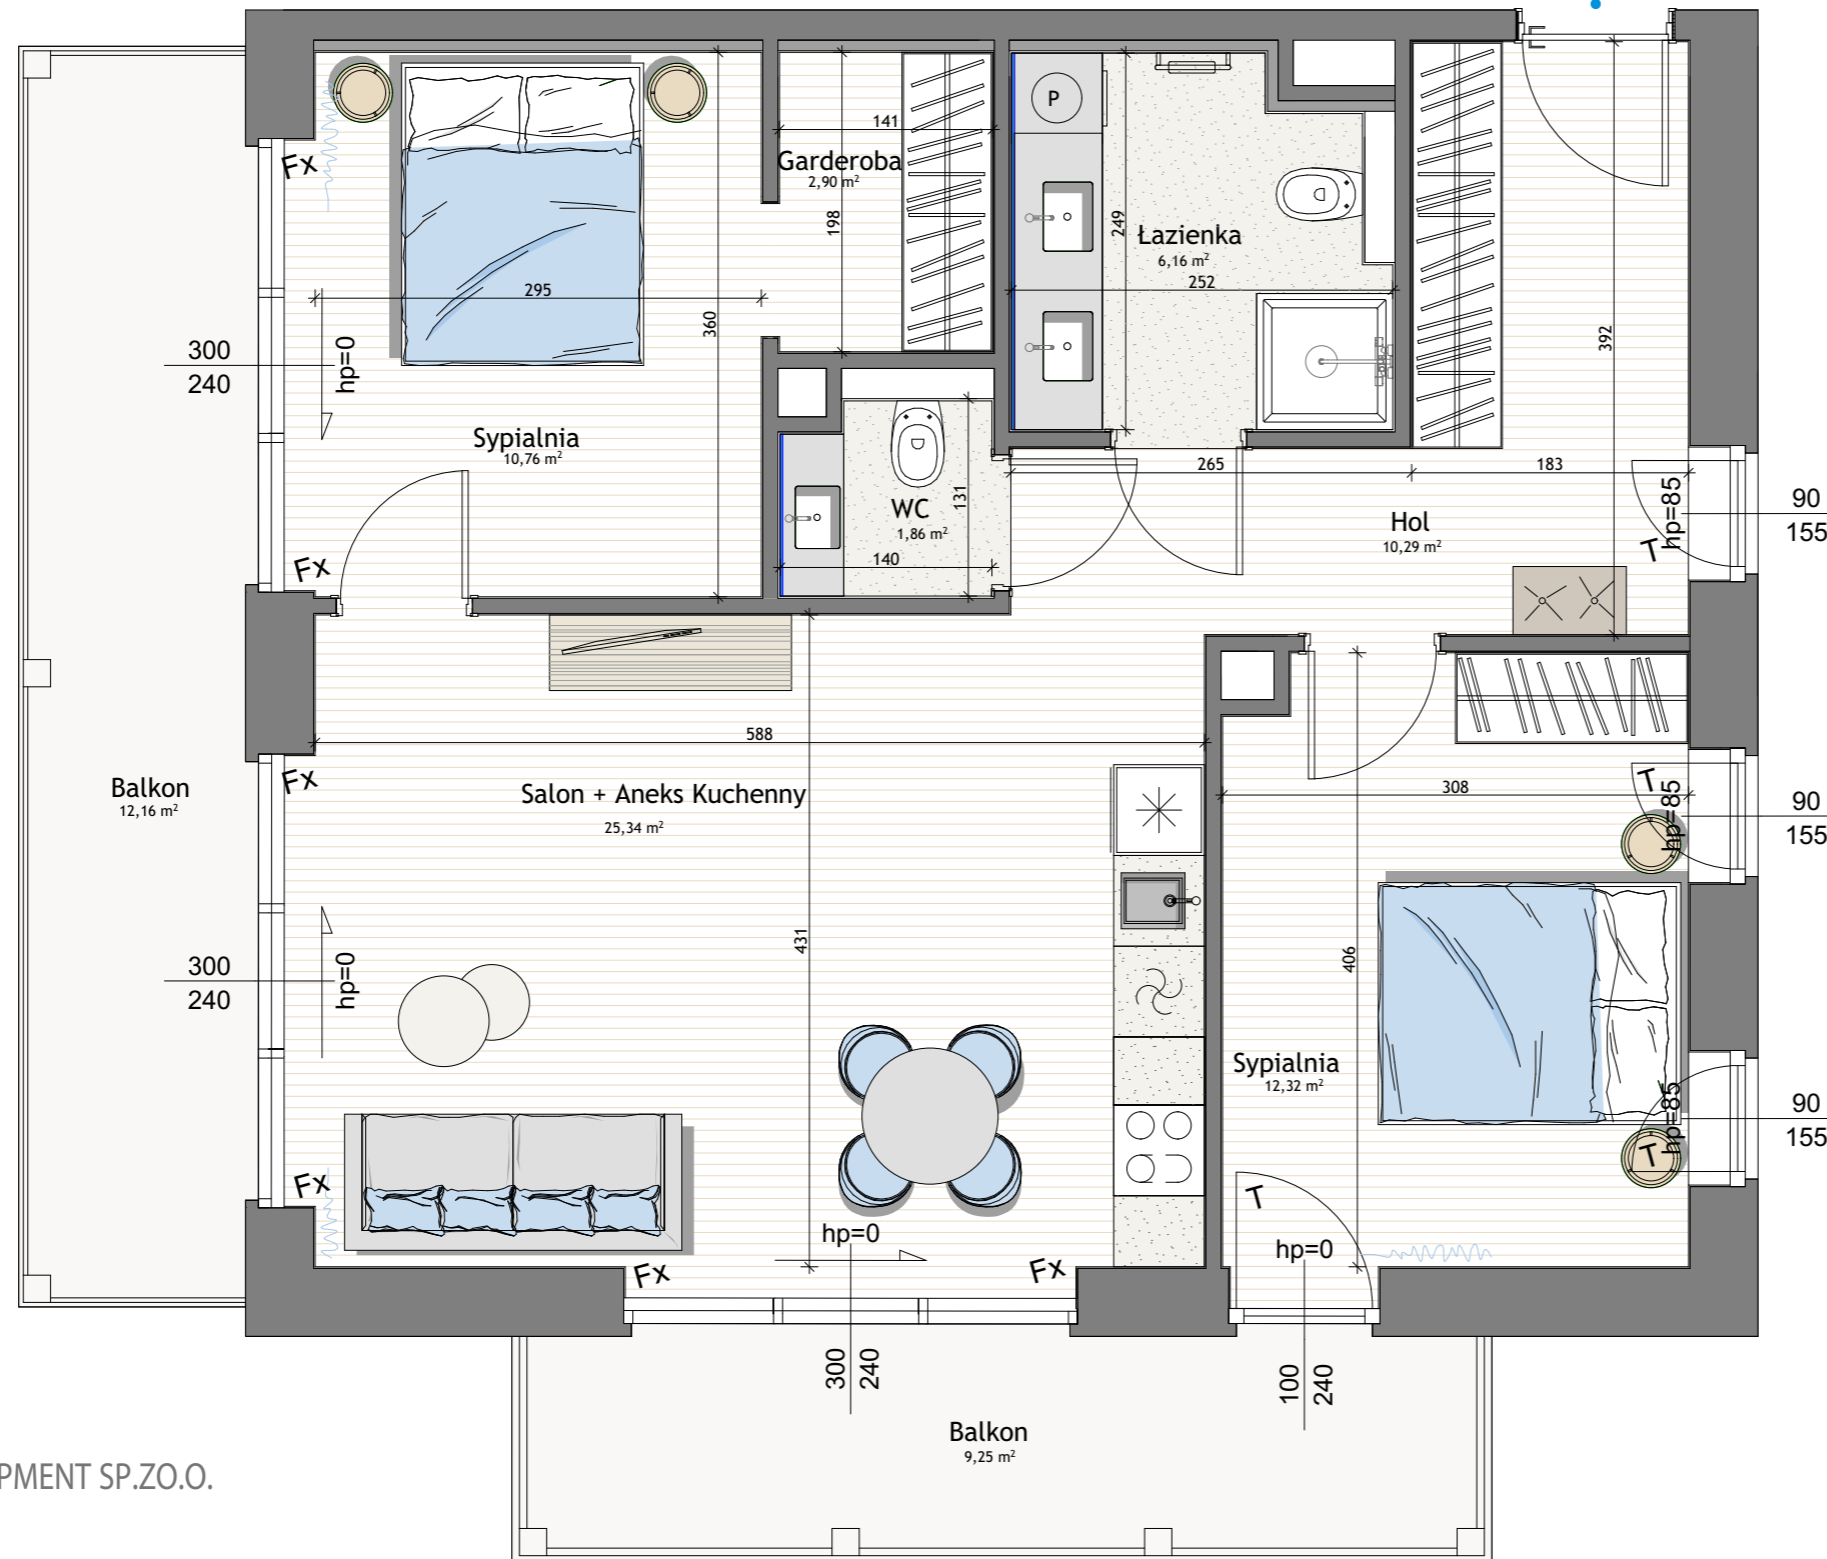 P
141
Garderoba
2,90 m²
198
249
Łazienka
6,16 m²
252
Fx
295
360
392
300
240
hp=0
Sypialnia
10,76 m²
Fx
WC
1,86 m²
131
140
265
183
Hol
10,29 m²
hp=85
T
90
155
588
Fx
Balkon
12,16 m²
Salon + Aneks Kuchenny
25,34 m²
308
T
hp=85
90
155
431
406
300
240
hp=0
Sypialnia
12,32 m²
hp=85
T
90
155
Fx
hp=0
Fx
Fx
T
hp=0
300
240
100
240
Balkon
9,25 m²
PMENT SP.ZO.O.